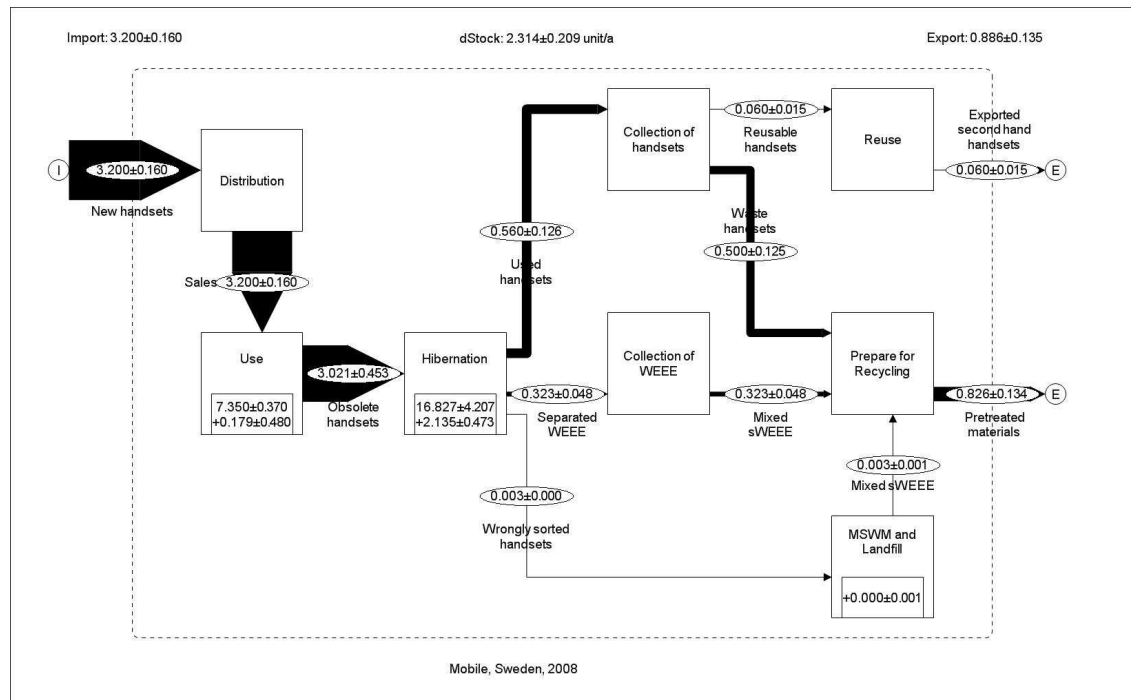 Import: 3.200±0.160
dStock: 2.314±0.209 unit/a
Export: 0.886±0.135
I
3.200±0.160
New handsets
Distribution
Sales
3.200±0.160
Use
7.350±0.370
+0.179±0.480
3.021±0.453
Obsolete
handsets
Hibernation
16.827±4.207
+2.135±0.473
0.560±0.126
Used
handsets
Collection of
handsets
0.060±0.015
Reusable
handsets
Reuse
Exported
second hand
handsets
0.060±0.015
E
Waste
handsets
0.500±0.125
0.323±0.048
Separated
WEEE
Collection of
WEEE
0.323±0.048
Mixed
sWEEE
Prepare for
Recycling
0.826±0.134
E
Pretreated
materials
0.003±0.001
Mixed sWEEE
0.003±0.000
Wrongly sorted
handsets
MSWM and
Landfill
+0.000±0.001
Mobile, Sweden, 2008